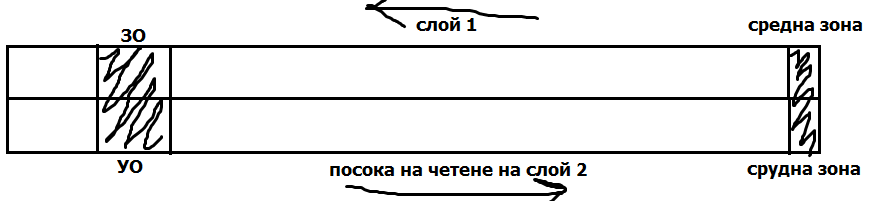 слой 1
средна зона
ЗО
УО
посока на четене на слой 2
срудна зона